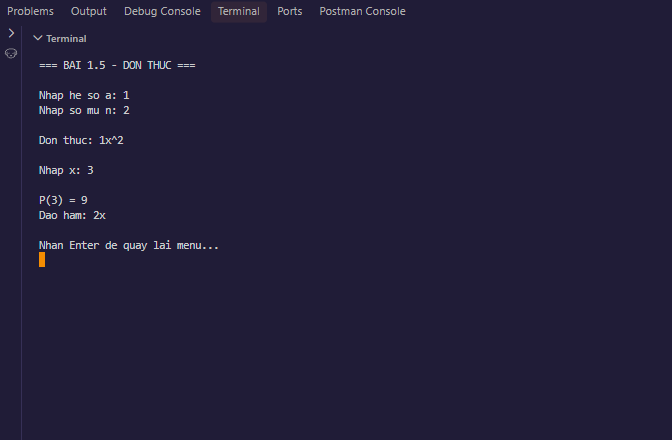 Problems Output Debug Console Terminal Ports Postman Console
Terminal
=== BAI 1.5 - DON THUC ===
Nhap he so a: 1
Nhap so mu n: 2
Don thuc: 1x^2
Nhap x: 3
P(3) = 9
Dao ham: 2x
Nhan Enter de quay lai menu...